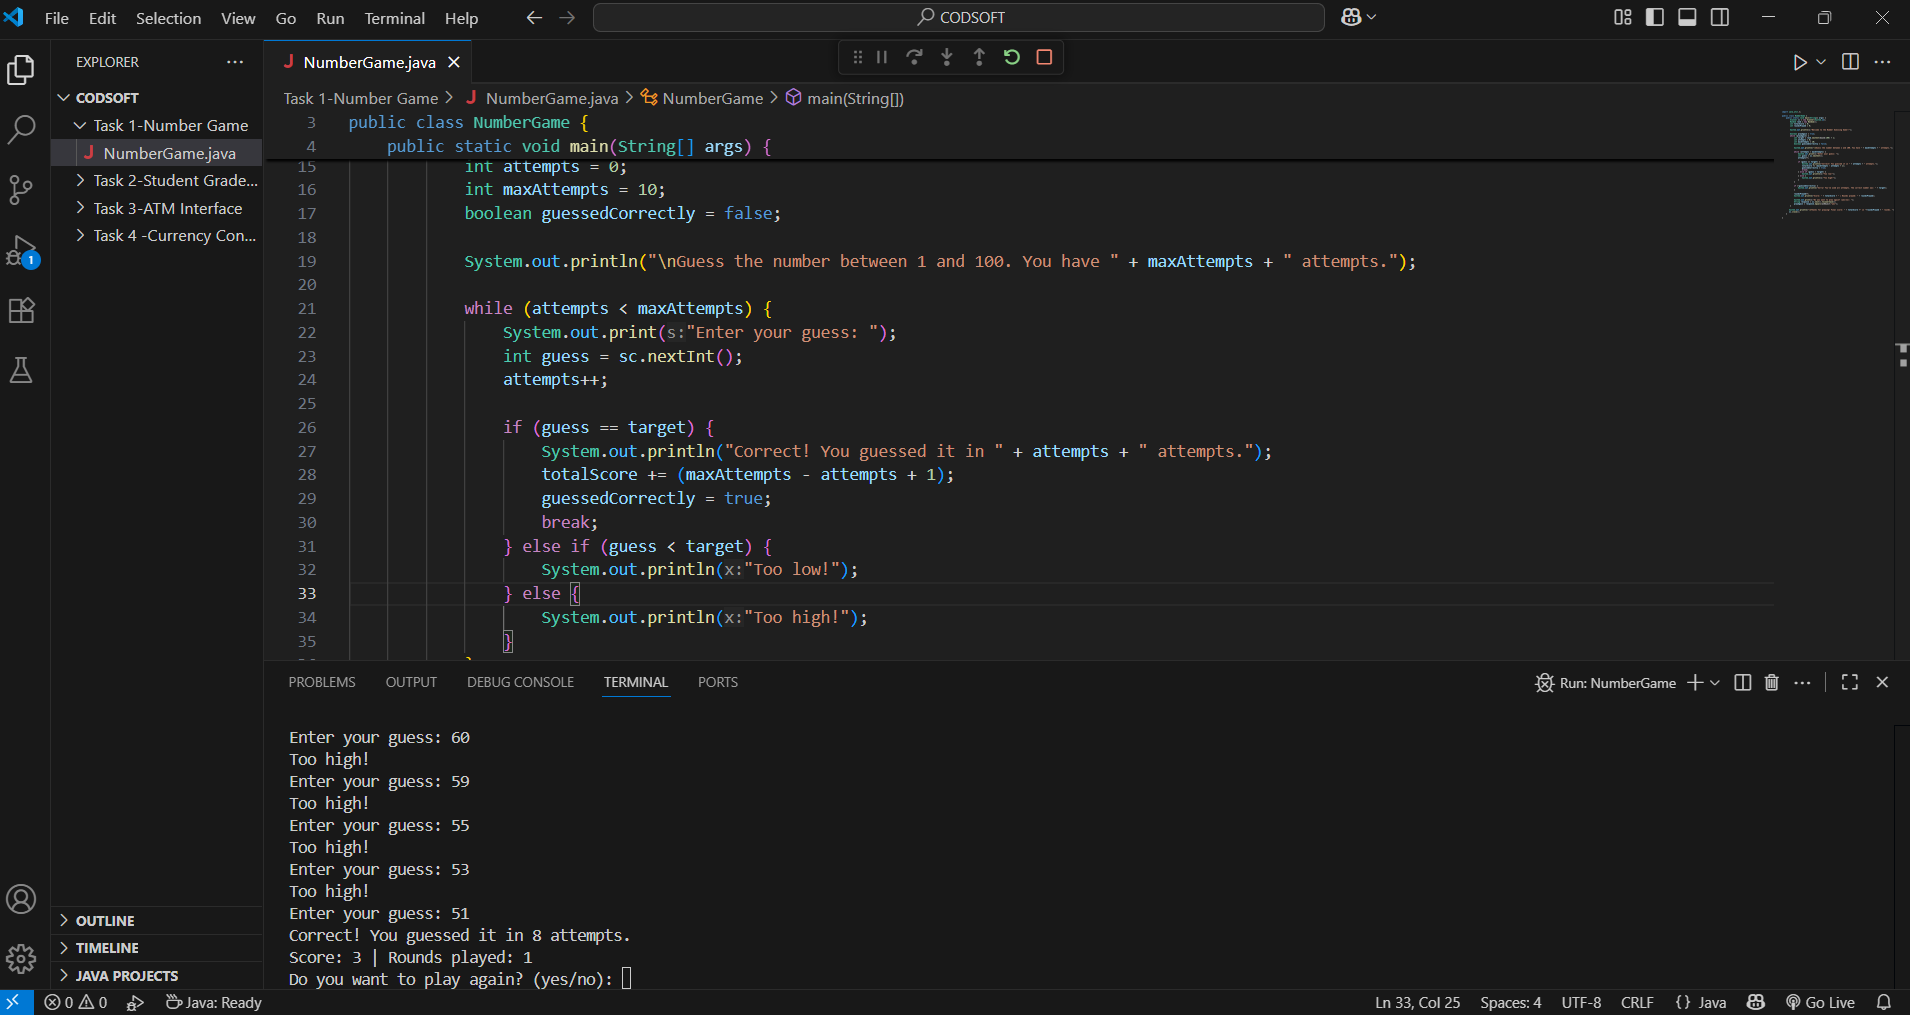 File Edit Selection View Go Run Terminal Help
CODSOFT
EXPLORER
CODSOFT
Task 1-Number Game
NumberGame.java
Task 2-Student Grade...
Task 3-ATM Interface
Task 4 -Currency Con...
OUTLINE
TIMELINE
JAVA PROJECTS
1
NumberGame.java
Task 1-Number Game > NumberGame.java > NumberGame > main(String[])
3 public class NumberGame {
4 public static void main(String[] args) {
15 int attempts = 0;
16 int maxAttempts = 10;
17 boolean guessedCorrectly = false;
18
19 System.out.println("\nGuess the number between 1 and 100. You have " + maxAttempts + " attempts.");
20
21 while (attempts < maxAttempts) {
22 System.out.print(s:"Enter your guess: ");
23 int guess = sc.nextInt();
24 attempts++;
25
26 if (guess == target) {
27 System.out.println("Correct! You guessed it in " + attempts + " attempts.");
28 totalScore += (maxAttempts - attempts + 1);
29 guessedCorrectly = true;
30 break;
31 } else if (guess < target) {
32 System.out.println(x:"Too low!");
33 } else {
34 System.out.println(x:"Too high!");
35 }
PROBLEMS OUTPUT DEBUG CONSOLE TERMINAL PORTS
Run: NumberGame
Enter your guess: 60
Too high!
Enter your guess: 59
Too high!
Enter your guess: 55
Too high!
Enter your guess: 53
Too high!
Enter your guess: 51
Correct! You guessed it in 8 attempts.
Score: 3 | Rounds played: 1
Do you want to play again? (yes/no):
0 0 Java: Ready
Ln 33, Col 25 Spaces: 4 UTF-8 CRLF {} Java Go Live